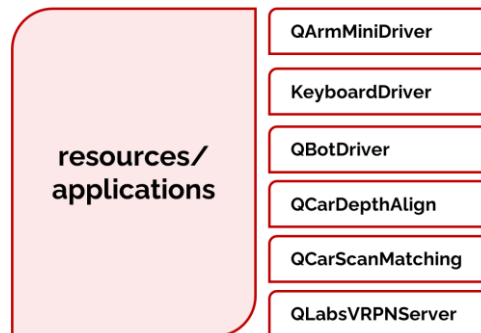 resources/
applications
QArmMiniDriver
KeyboardDriver
QBotDriver
QCarDepthAlign
QCarScanMatching
QLabsVRPNServer